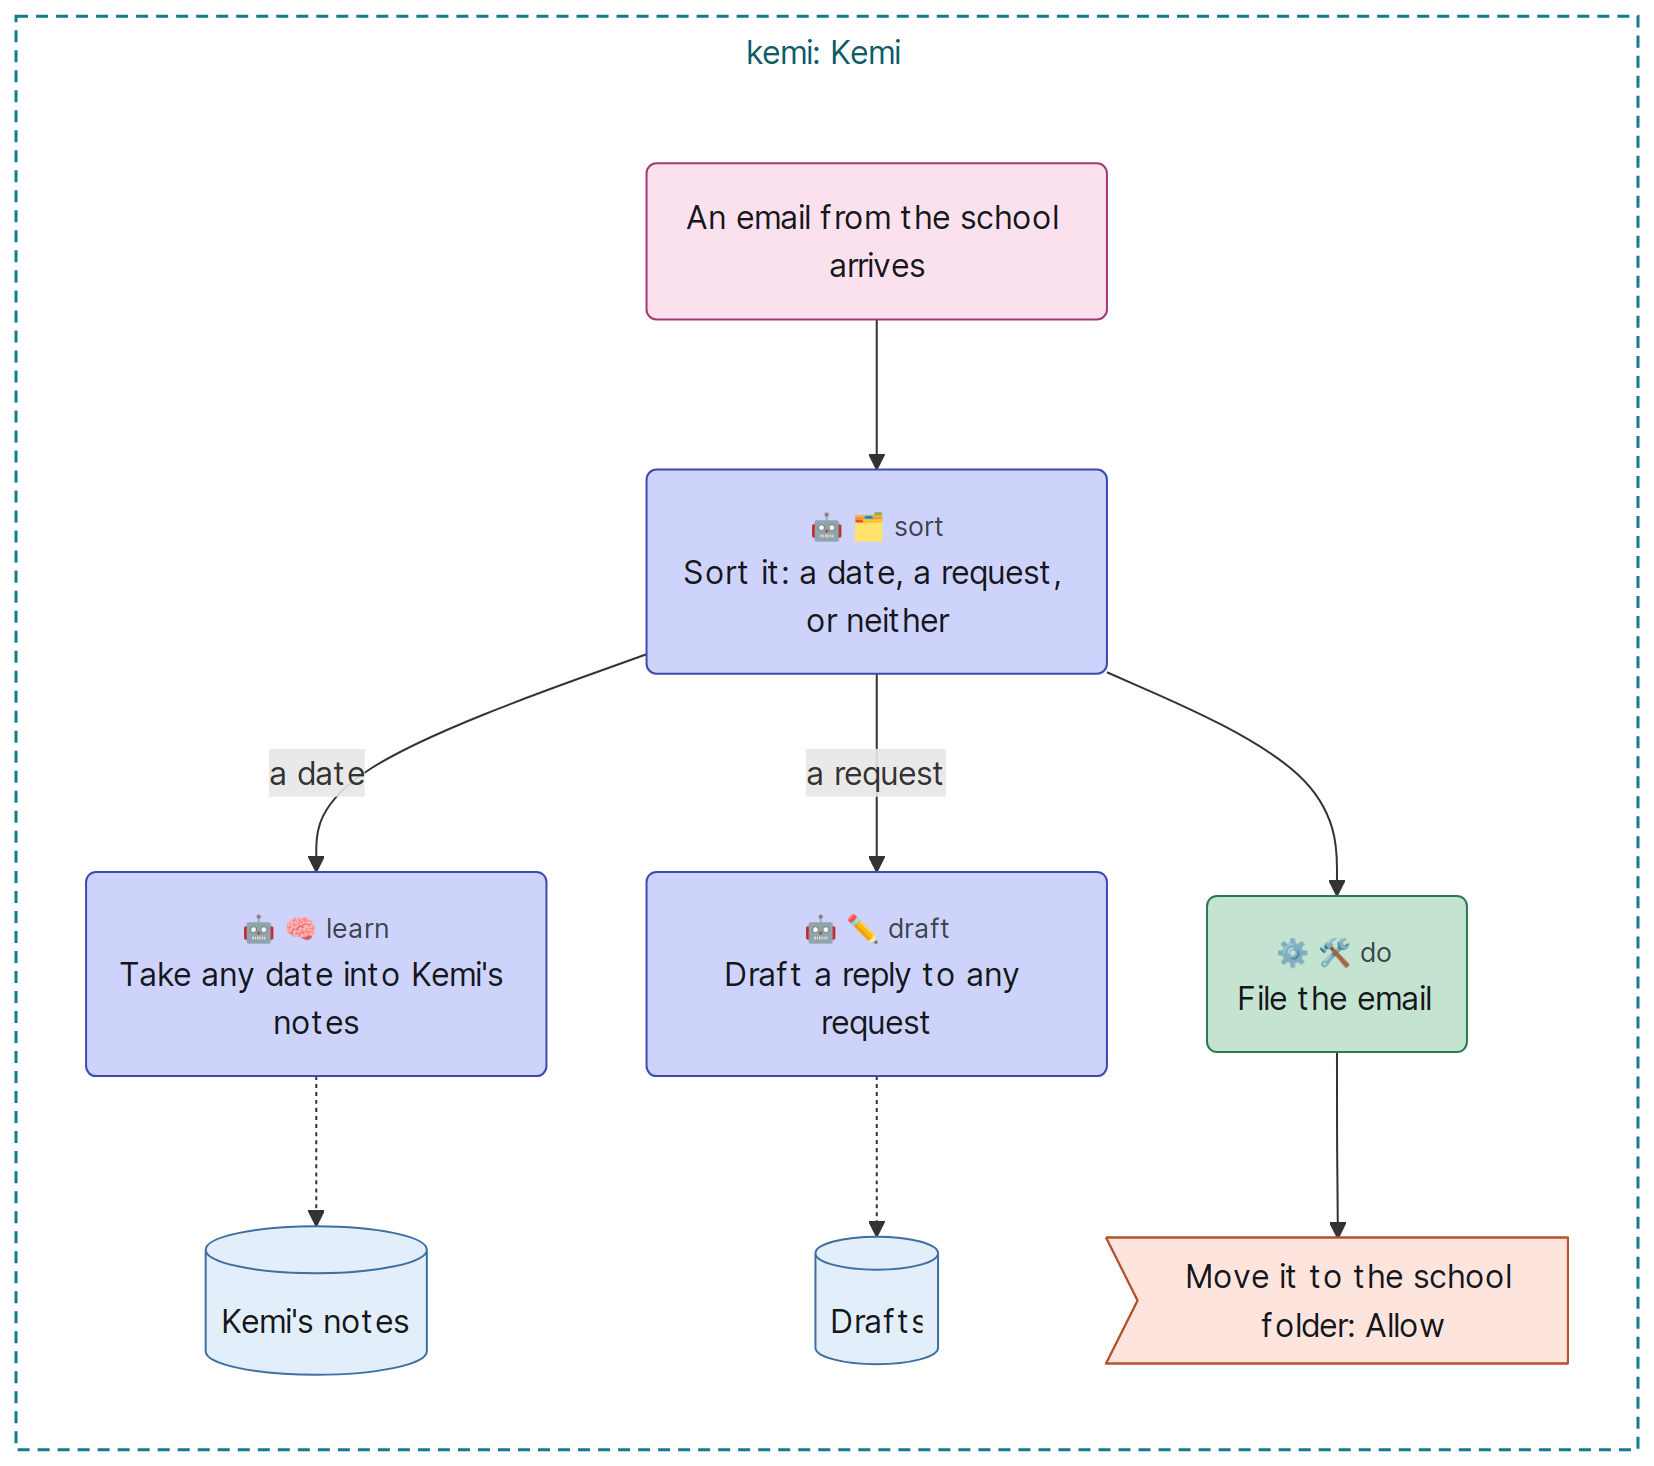 kemi: Kemi
An email from the school
arrives
sort
Sort it: a date, a request,
or neither
a date
a request
learn
Take any date into Kemi's
notes
draft
Draft a reply to any
request
do
File the email
Kemi's notes
Drafts
Move it to the school
folder: Allow